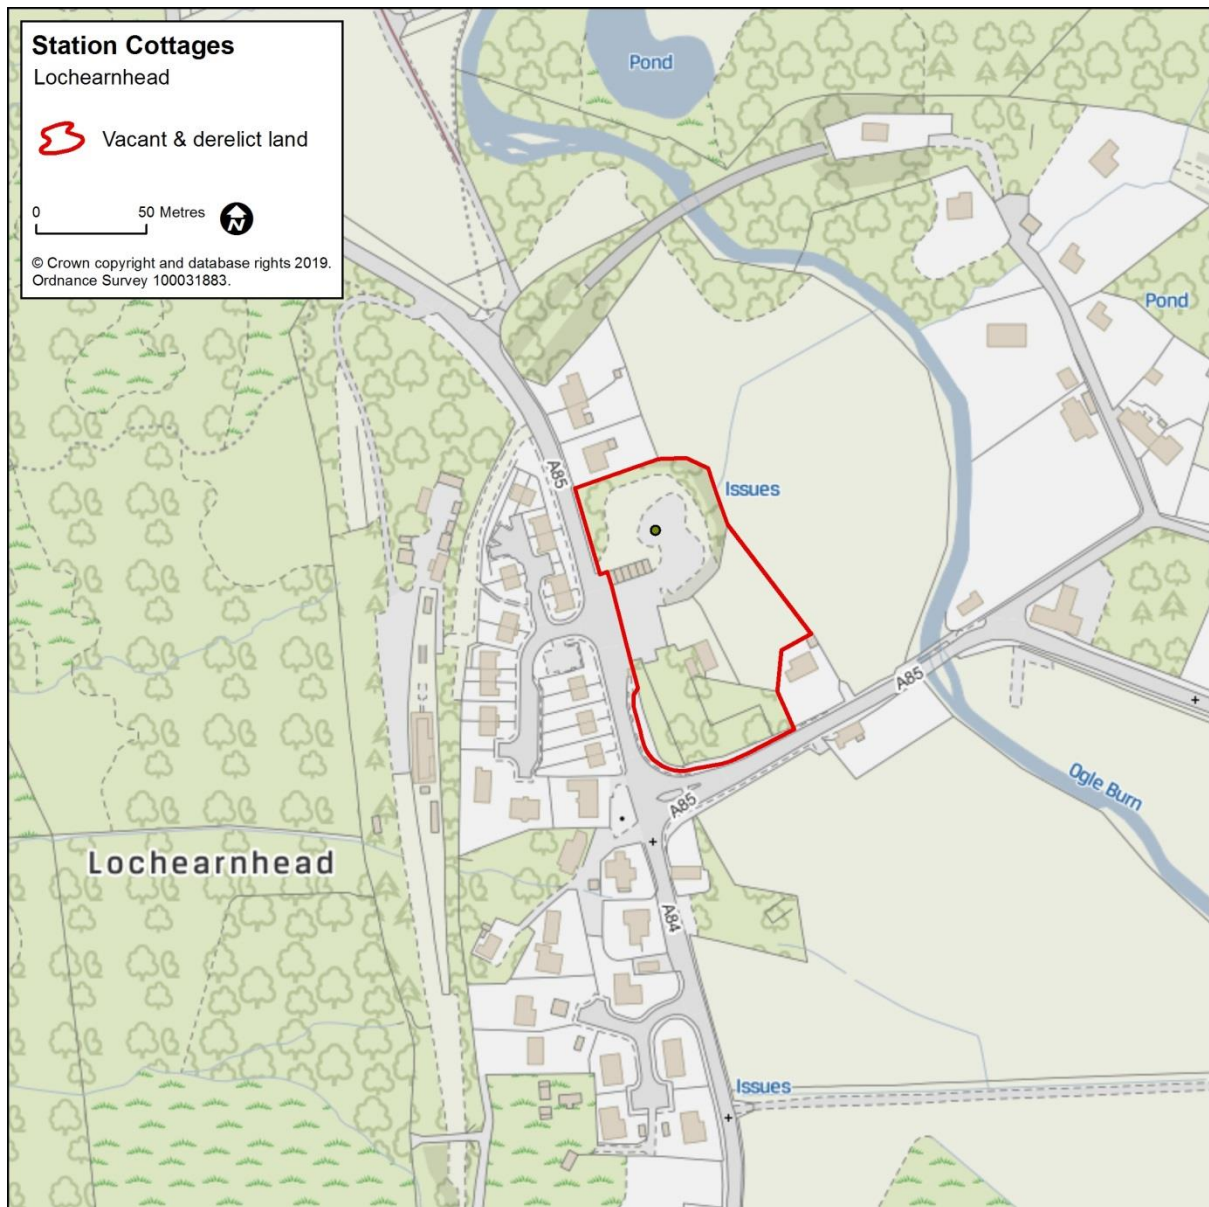 Station Cottages
Lochearnhead
Vacant & derelict land
0 50 Metres
N
© Crown copyright and database rights 2019.
Ordnance Survey 100031883.
Pond
Pond
A85
Issues
A85
Ogle Burn
A85
Lochearnhead
A84
Issues